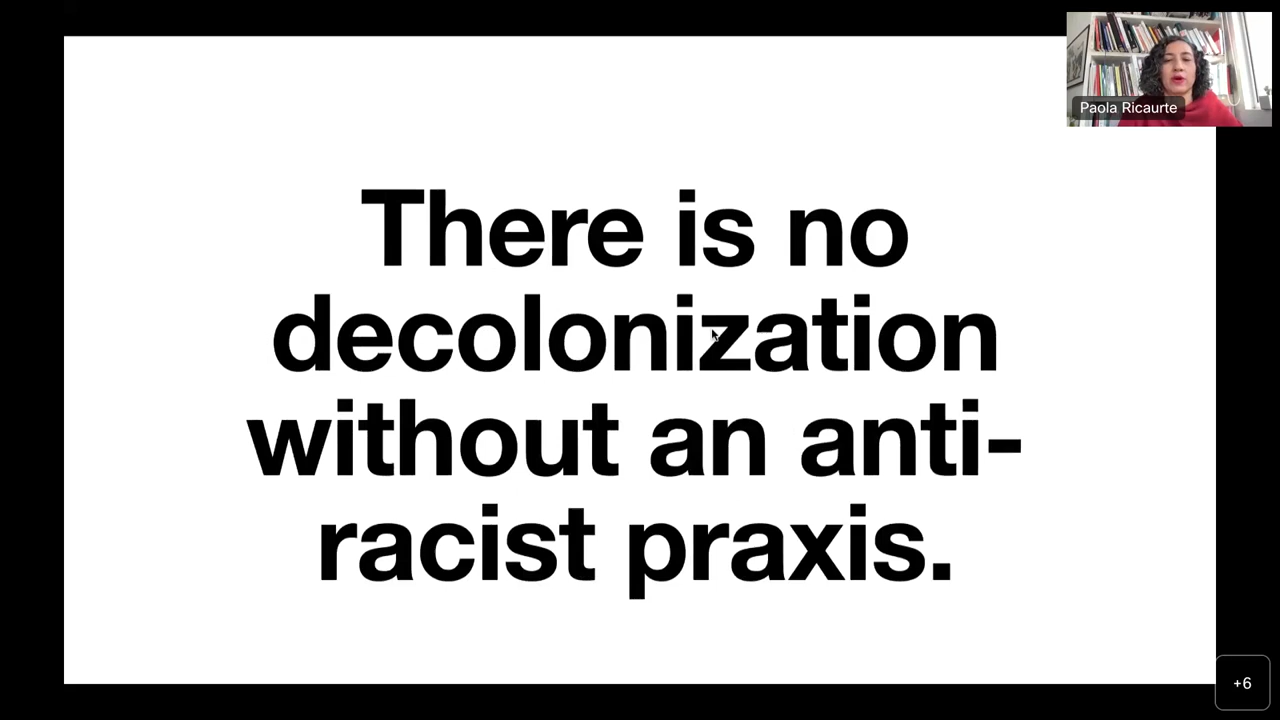 There is no
decolonization
without an anti-
racist praxis.
Paola Ricaurte
+6